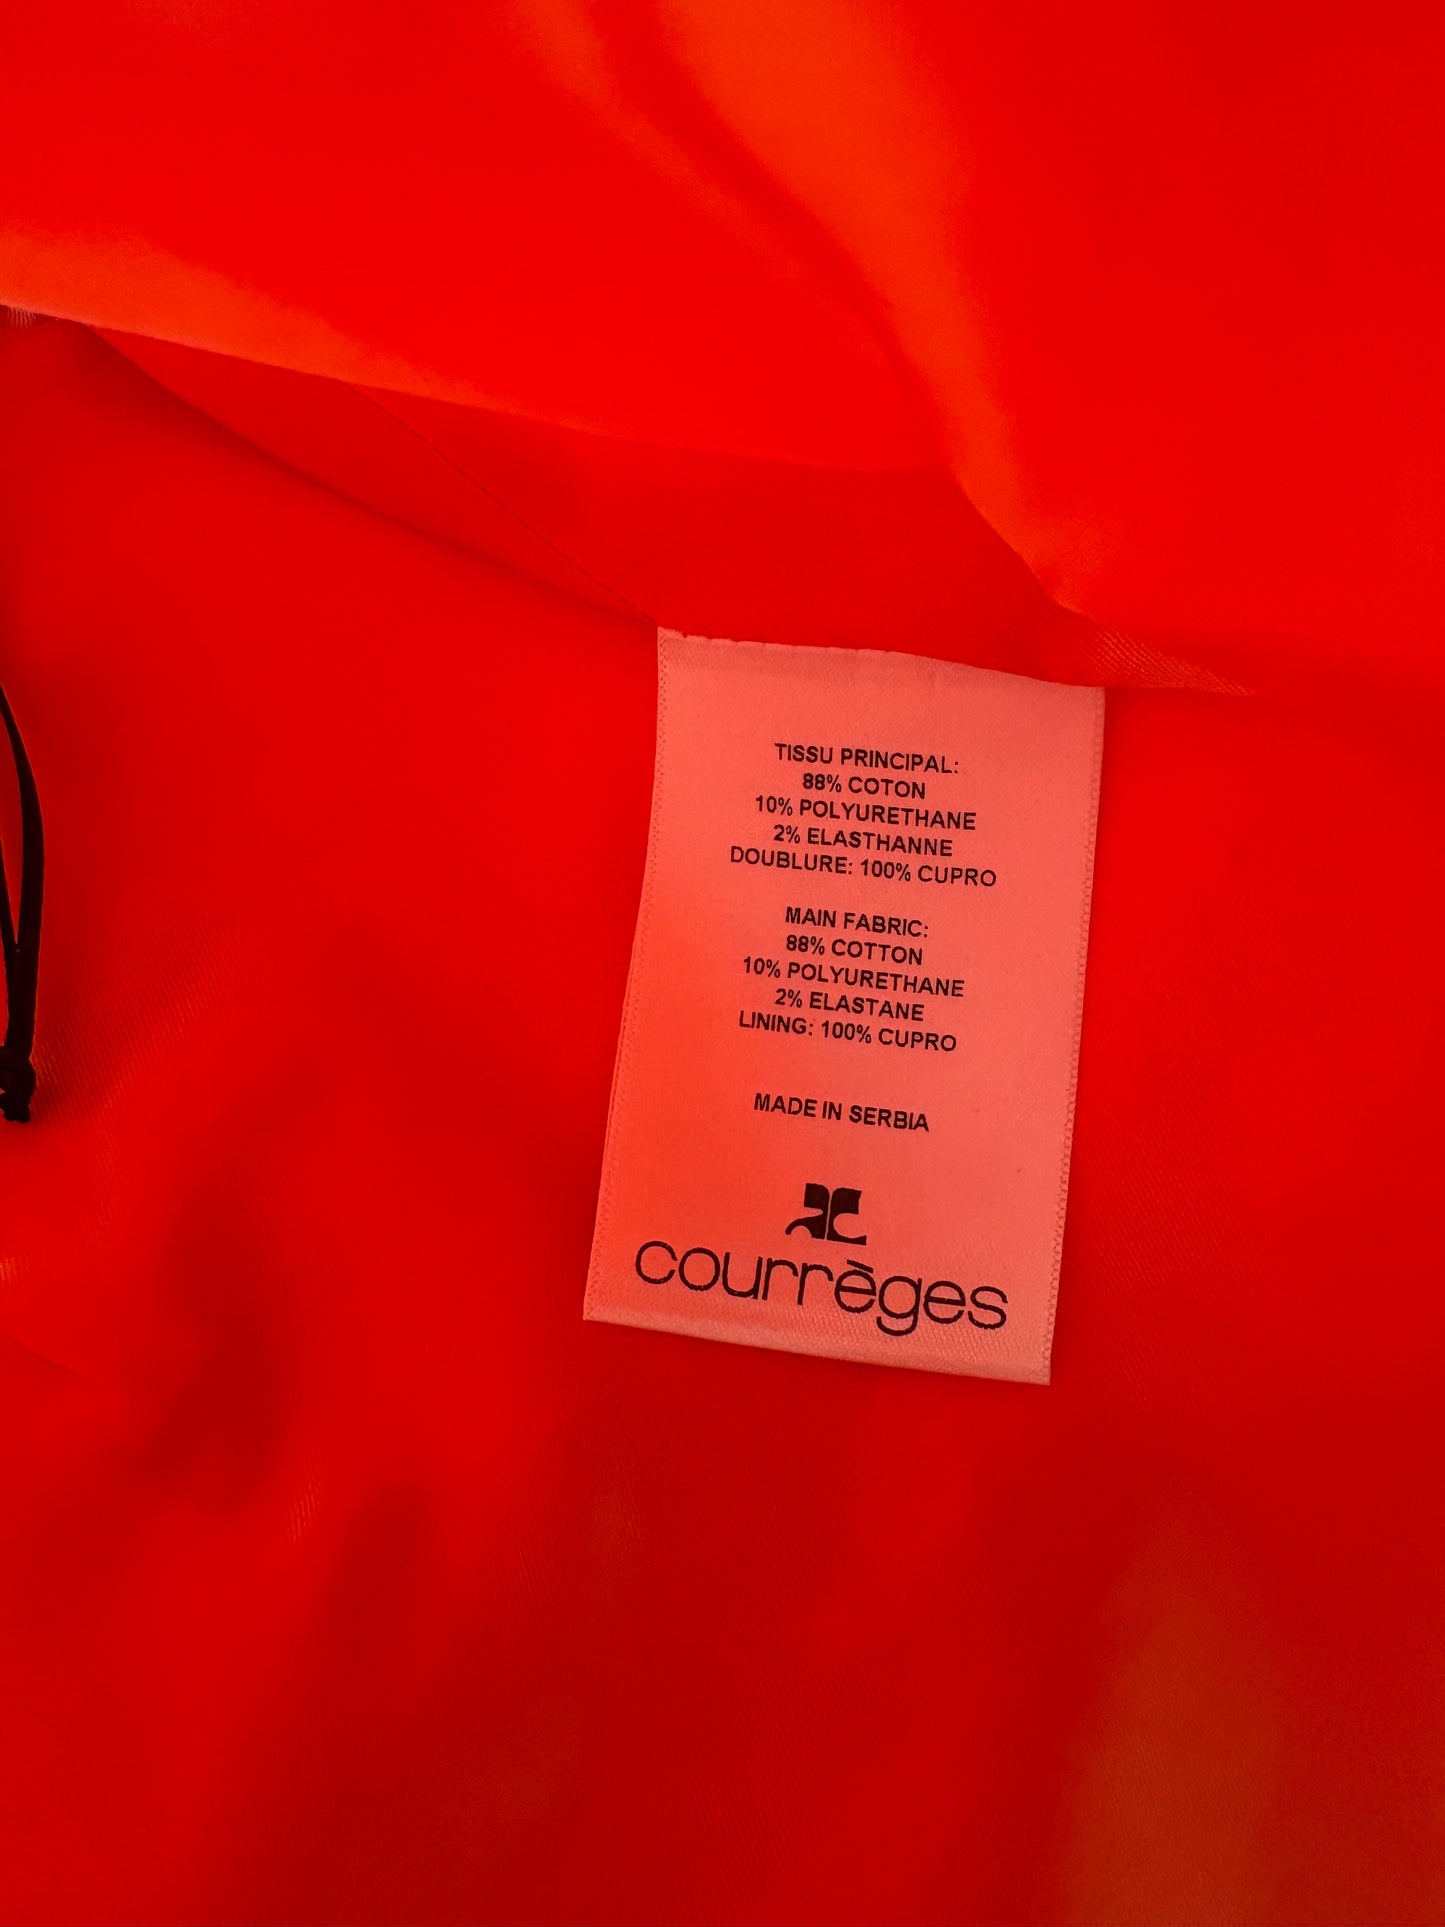 TISSU PRINCIPAL:
88% COTON
10% POLYURETHANE
2% ELASTHANNE
DOUBLURE: 100% CUPRO
MAIN FABRIC:
88% COTTON
10% POLYURETHANE
2% ELASTANE
LINING: 100% CUPRO
MADE IN SERBIA
courrèges